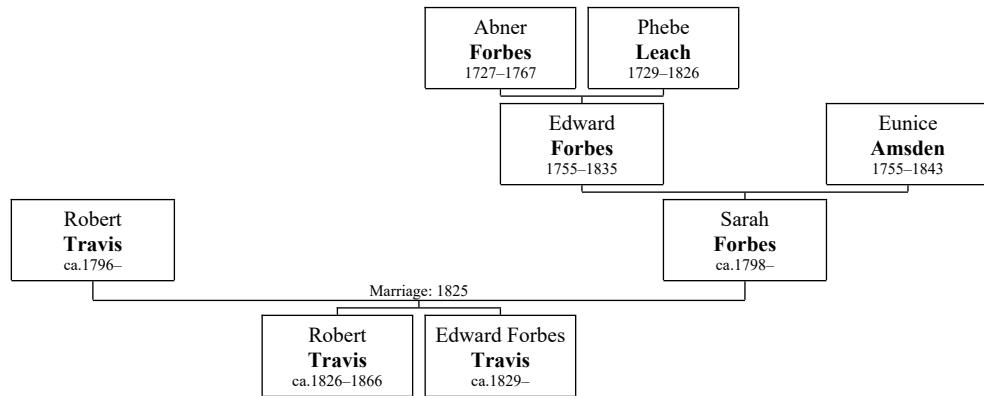 Abner
Forbes
1727–1767
Phebe
Leach
1729–1826
Edward
Forbes
1755–1835
Eunice
Amsden
1755–1843
Robert
Travis
ca.1796–
Sarah
Forbes
ca.1798–
Marriage: 1825
Robert
Travis
ca.1826–1866
Edward Forbes
Travis
ca.1829–